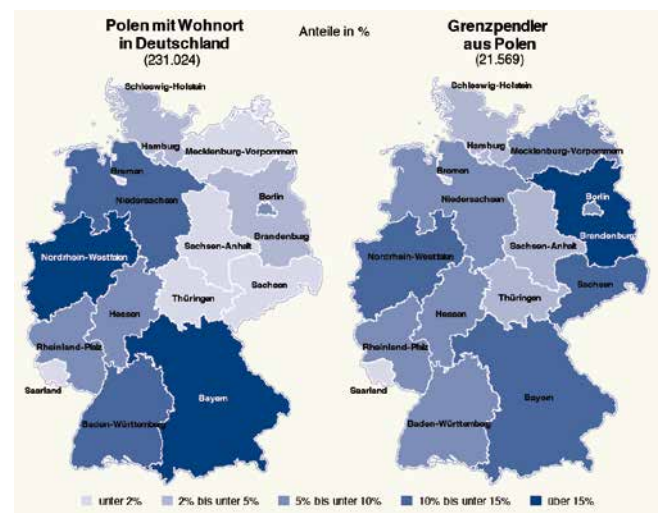 Polen mit Wohnort
in Deutschland
(231.024)
Anteile in %
Grenzpendler
aus Polen
(21.569)
Schleswig-Holstein
Hamburg
Mecklenburg-Vorpommern
Bremen
Niedersachsen
Berlin
Brandenburg
Sachsen-Anhalt
Nordrhein-Westfalen
Sachsen
Thüringen
Hessen
Rheinland-Pfalz
Saarland
Bayern
Baden-Württemberg
Schleswig-Holstein
Hamburg
Mecklenburg-Vorpommern
Bremen
Niedersachsen
Berlin
Brandenburg
Sachsen-Anhalt
Nordrhein-Westfalen
Sachsen
Thüringen
Hessen
Rheinland-Pfalz
Saarland
Bayern
Baden-Württemberg
unter 2% 2% bis unter 5% 5% bis unter 10% 10% bis unter 15% über 15%